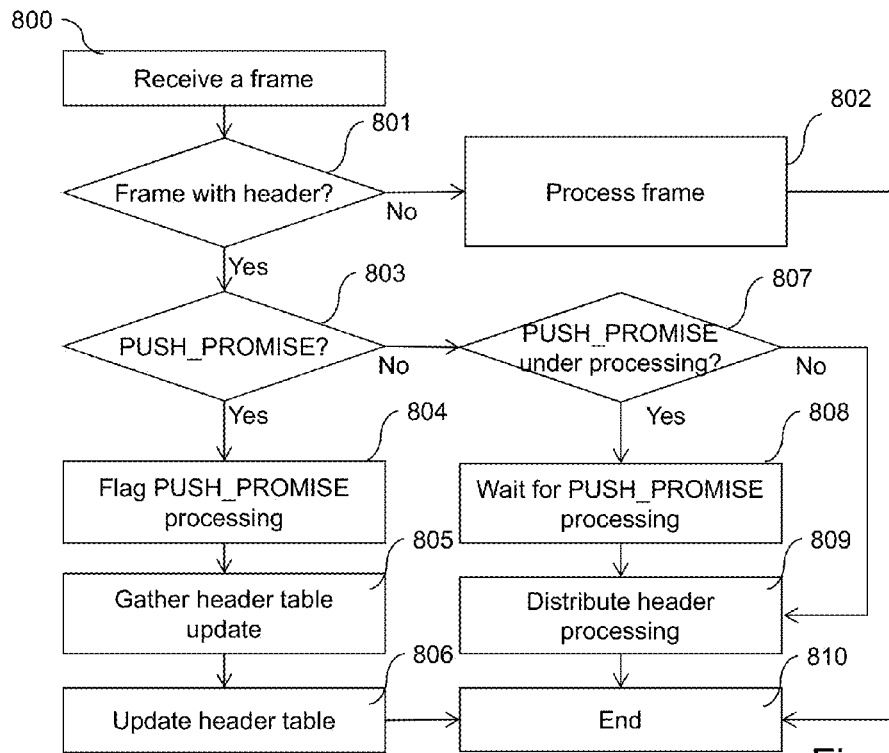 800
Receive a frame
801
802
Frame with header?
No
Process frame
Yes
803
807
PUSH_PROMISE?
No
PUSH_PROMISE
under processing?
No
Yes
804
Yes
808
Flag PUSH_PROMISE
processing
Wait for PUSH_PROMISE
processing
805
809
Gather header table
update
Distribute header
processing
806
810
Update header table
End